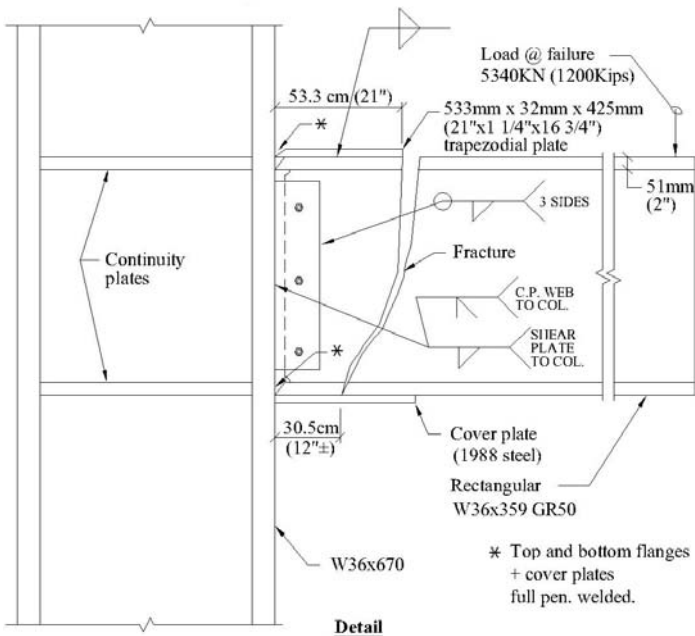 Load @ failure
5340KN (1200Kips)
53.3 cm (21")
*
533mm x 32mm x 425mm
(21"x1 1/4"x16 3/4")
trapezodial plate
51mm
(2")
3 SIDES
Continuity
plates
Fracture
C.P. WEB
TO COL.
SHEAR
PLATE
TO COL.
*
30.5cm
(12"±)
Cover plate
(1988 steel)
Rectangular
W36x359 GR50
W36x670
* Top and bottom flanges
+ cover plates
full pen. welded.
Detail